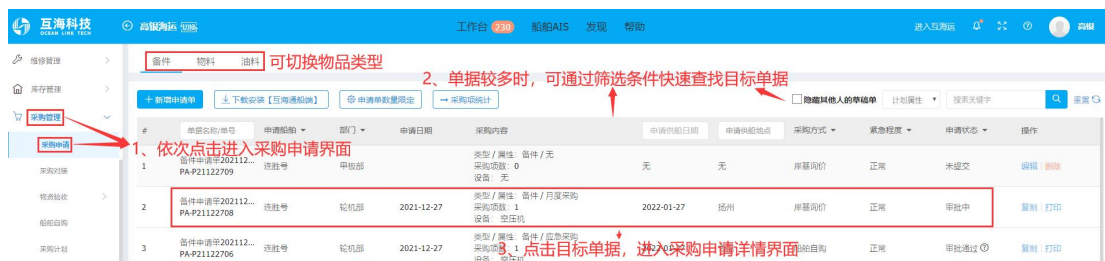 互海科技
OCEAN LINK TECH
高银海运
工作台 230 船舶AIS 发现 帮助
进入互海运
高银
维修管理
库存管理
采购管理
采购申请
采购对接
物资验收
船舶自购
采购计划
备件 物料 油料 可切换物品类型
2、单据较多时，可通过筛选条件快速查找目标单据
+ 新增申请单 下载安装【互海通船端】 申请单数量限定 采购项统计
隐藏其他人的草稿单 计划属性 搜索关键字 重置
# 单据名称/单号 申请船舶 部门 申请日期 采购内容 申请供船日期 申请供船地点 采购方式 紧急程度 申请状态 操作
1、依次点击进入采购申请界面
1 备件申请单202112... PA-P21122709 连胜号 甲板部 类型 / 属性：备件 / 无 采购项数：0 设备：无 无 无 岸基询价 正常 未提交 编辑 删除
2 备件申请单202112... PA-P21122708 连胜号 轮机部 2021-12-27 类型 / 属性：备件 / 月度采购 采购项数：1 设备：空压机 2022-01-27 扬州 岸基询价 正常 审批中 复制 打印
3 备件申请单202112... PA-P21122706 连胜号 轮机部 2021-12-27 类型 / 属性：备件 / 应急采购 采购项数：1 设备：空压机 船舶自购 正常 审批通过 复制 打印
3、点击目标单据，进入采购申请详情界面